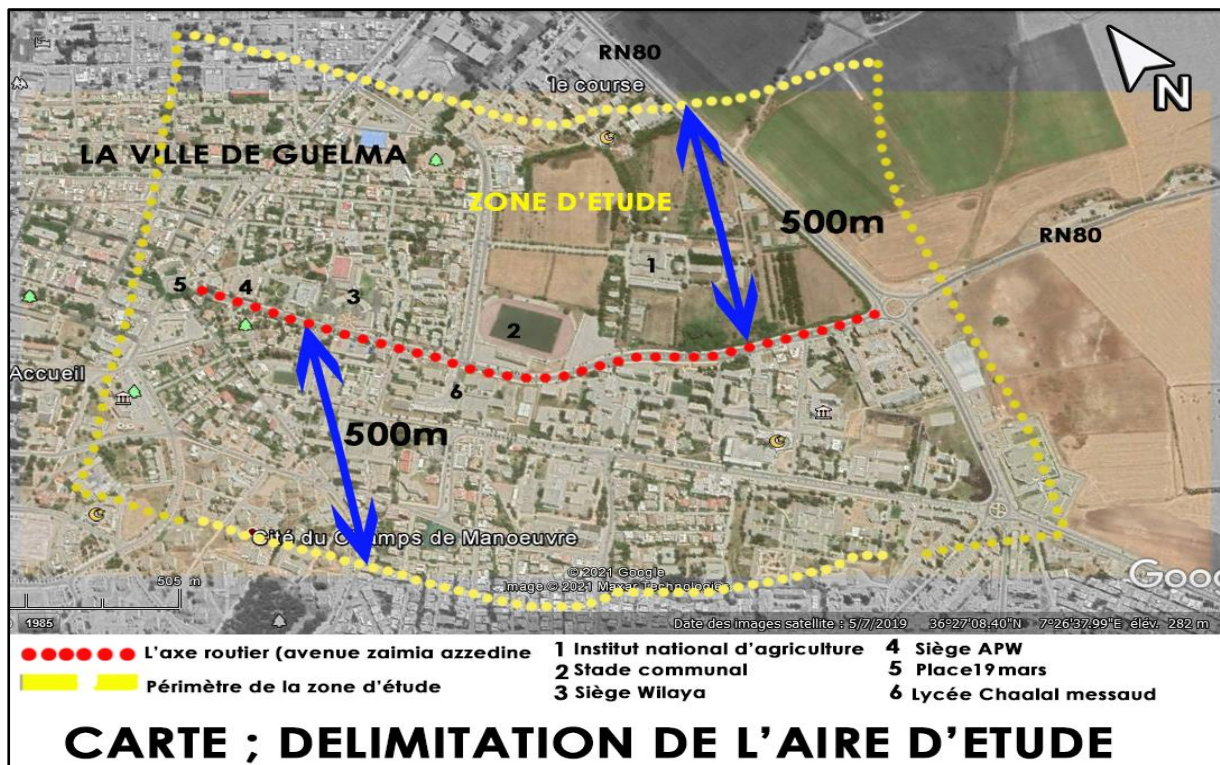 RN80
le course
N
LA VILLE DE GUELMA
ZONE D'ETUDE
500m
RN80
1
5
4
3
2
6
Accueil
500m
Cité du Champs de Manoeuvre
© 2021 Google
Image © 2021 Maxar Technologies
Goo
505 m
1985
Date des images satellite : 5/7/2019 36°27'08.40"N 7°26'37.99"E élév. 282 m
L'axe routier (avenue zaimia azzedine
Périmètre de la zone d'étude
1 Institut national d'agriculture
2 Stade communal
3 Siège Wilaya
4 Siège APW
5 Place19mars
6 Lycée Chaalal messaud
CARTE ; DELIMITATION DE L'AIRE D'ETUDE